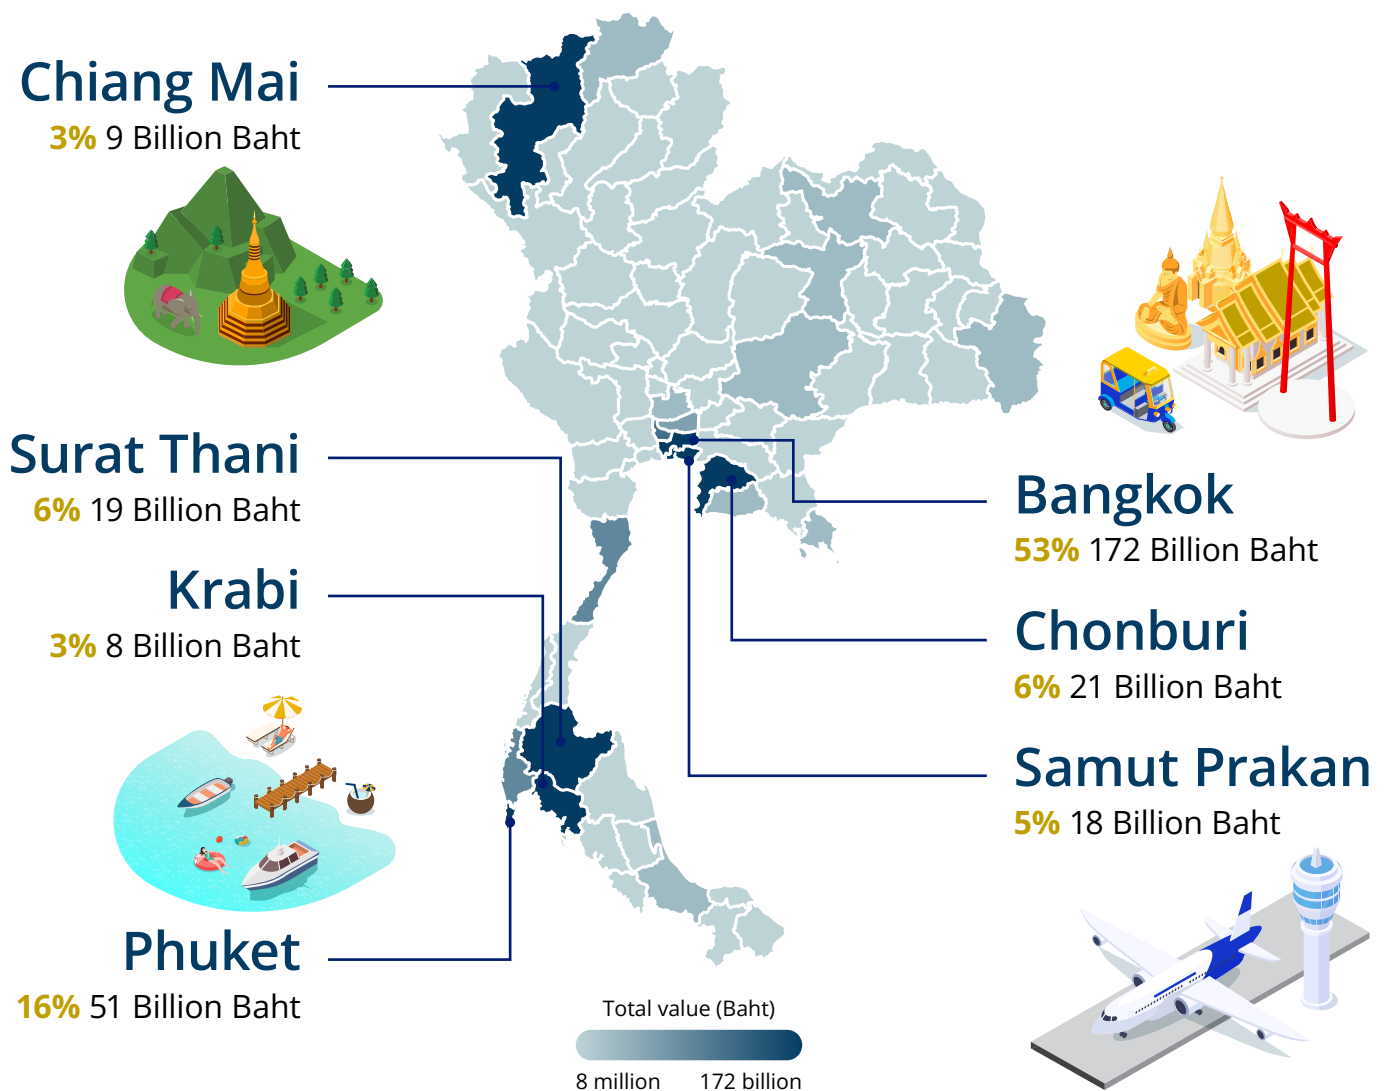 Chiang Mai
3% 9 Billion Baht
Surat Thani
6% 19 Billion Baht
Krabi
3% 8 Billion Baht
Phuket
16% 51 Billion Baht
Bangkok
53% 172 Billion Baht
Chonburi
6% 21 Billion Baht
Samut Prakan
5% 18 Billion Baht
Total value (Baht)
8 million 172 billion